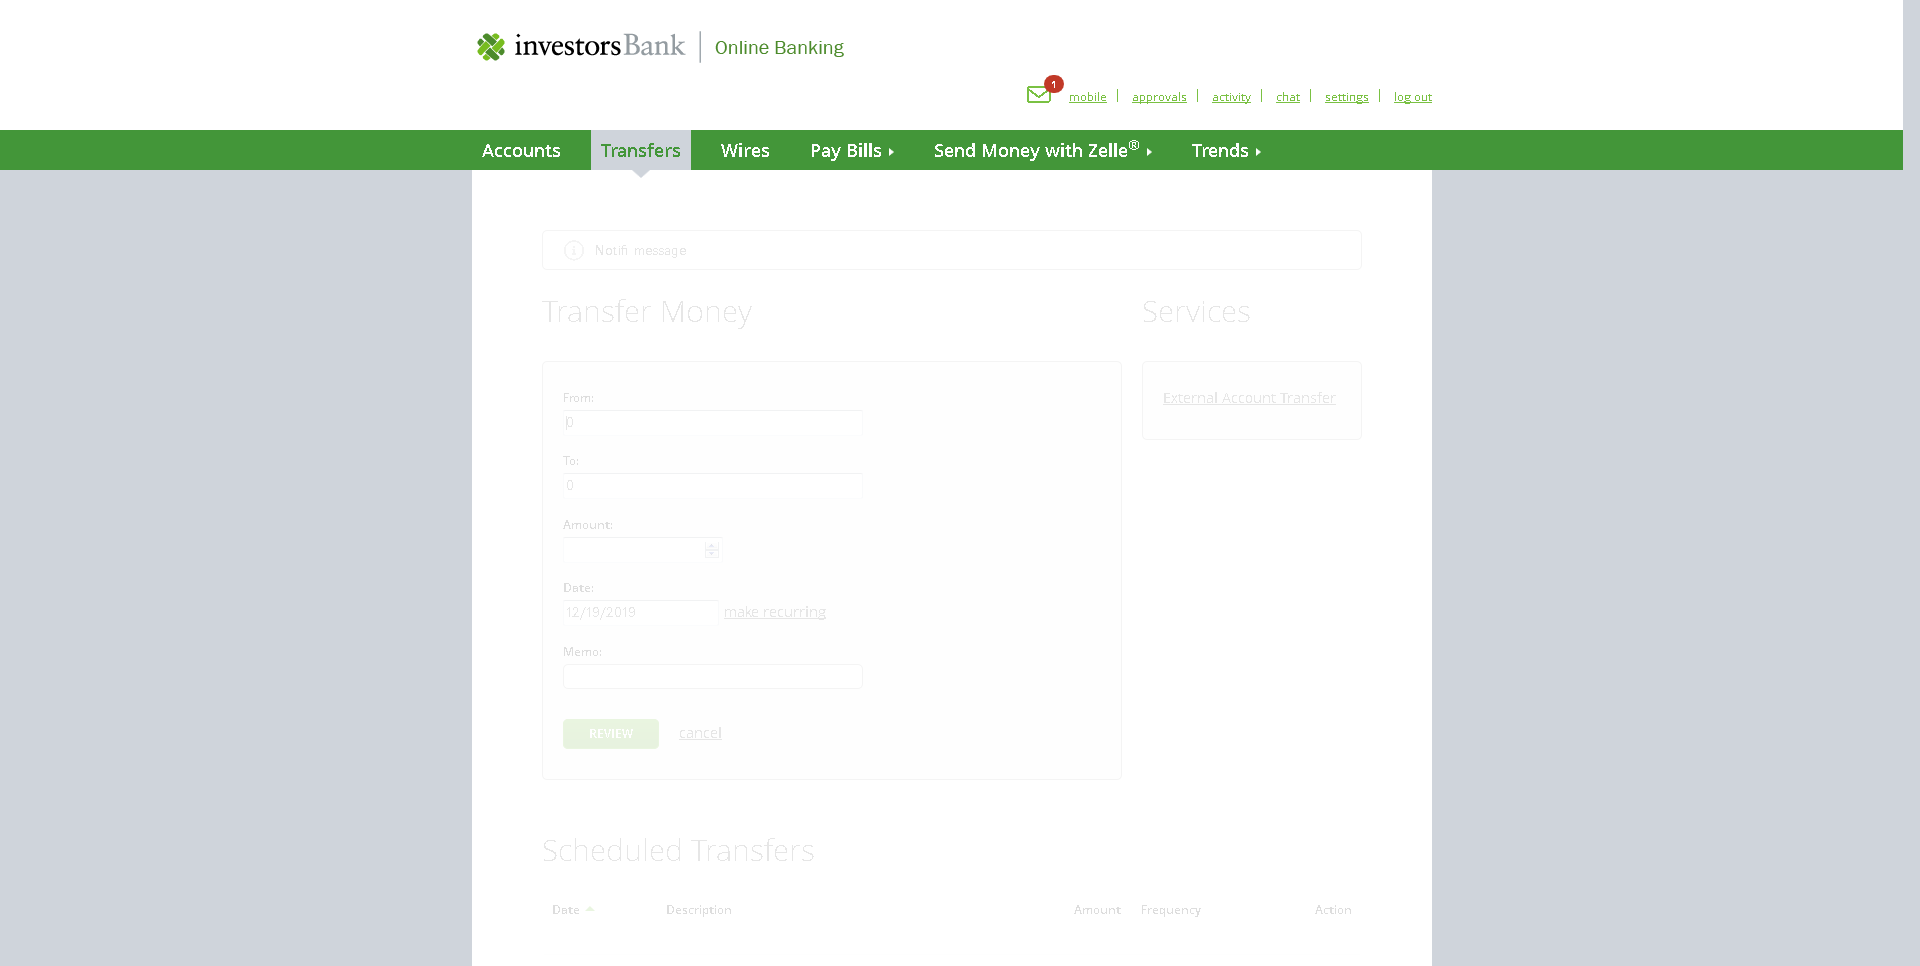 investorsBank | Online Banking
1 mobile | approvals | activity | chat | settings | log out
Accounts Transfers Wires Pay Bills Send Money with Zelle® Trends
Notifi message
Transfer Money Services
From: External Account Transfer
0
To:
0
Amount:
Date:
12/19/2019 make recurring
Memo:
REVIEW cancel
Scheduled Transfers
Date Description Amount Frequency Action